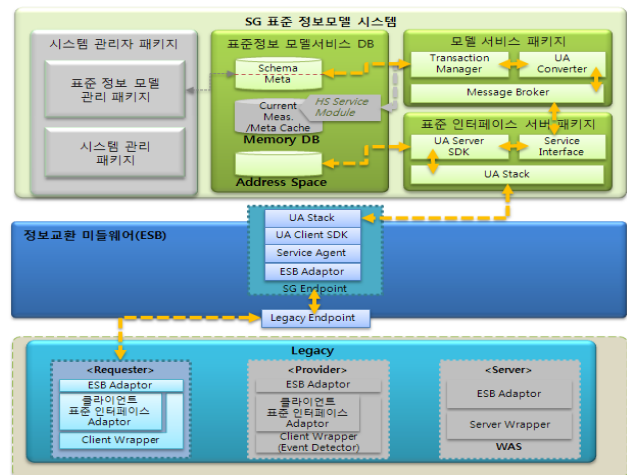 SG 표준 정보모델 시스템
시스템 관리자 패키지
표준 정보 모델
관리 패키지
시스템 관리
패키지
표준정보 모델서비스 DB
Schema
Meta
Current
Meas.
/Meta Cache
HS Service
Module
Memory DB
Address Space
모델 서비스 패키지
Transaction
Manager
UA
Converter
Message Broker
표준 인터페이스 서버 패키지
UA Server
SDK
Service
Interface
UA Stack
정보교환 미들웨어(ESB)
UA Stack
UA Client SDK
Service Agent
ESB Adaptor
SG Endpoint
Legacy Endpoint
Legacy
<Requester>
ESB Adaptor
클라이언트
표준 인터페이스
Adaptor
Client Wrapper
<Provider>
ESB Adaptor
클라이언트
표준 인터페이스
Adaptor
Client Wrapper
(Event Detector)
<Server>
ESB Adaptor
Server Wrapper
WAS